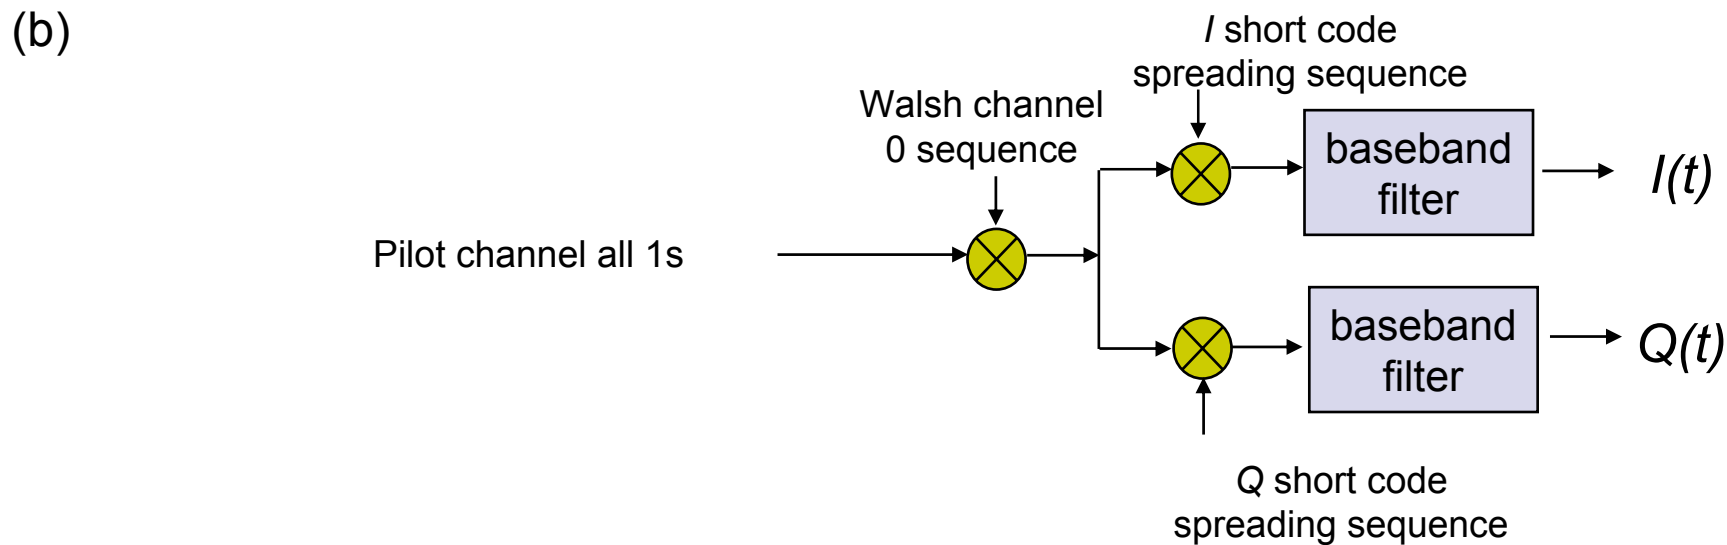 (b)
I short code
spreading sequence
Walsh channel
0 sequence
baseband
filter
I(t)
Pilot channel all 1s
baseband
filter
Q(t)
Q short code
spreading sequence